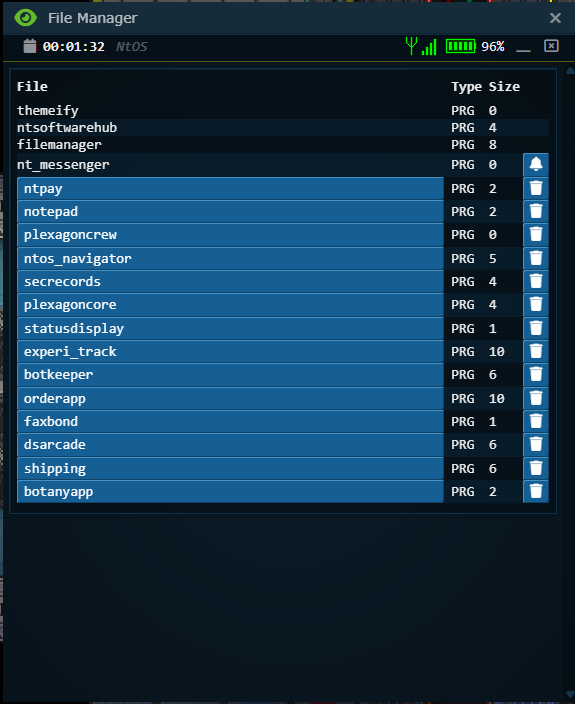 File Manager
00:01:32 NtOS 96%
File Type Size
themeify PRG 0
ntsoftwarehub PRG 4
filemanager PRG 8
nt_messenger PRG 0
ntpay PRG 2
notepad PRG 2
plexagoncrew PRG 0
ntos_navigator PRG 5
secrecords PRG 4
plexagoncore PRG 4
statusdisplay PRG 1
experi_track PRG 10
botkeeper PRG 6
orderapp PRG 10
faxbond PRG 1
dsarcade PRG 6
shipping PRG 6
botanyapp PRG 2